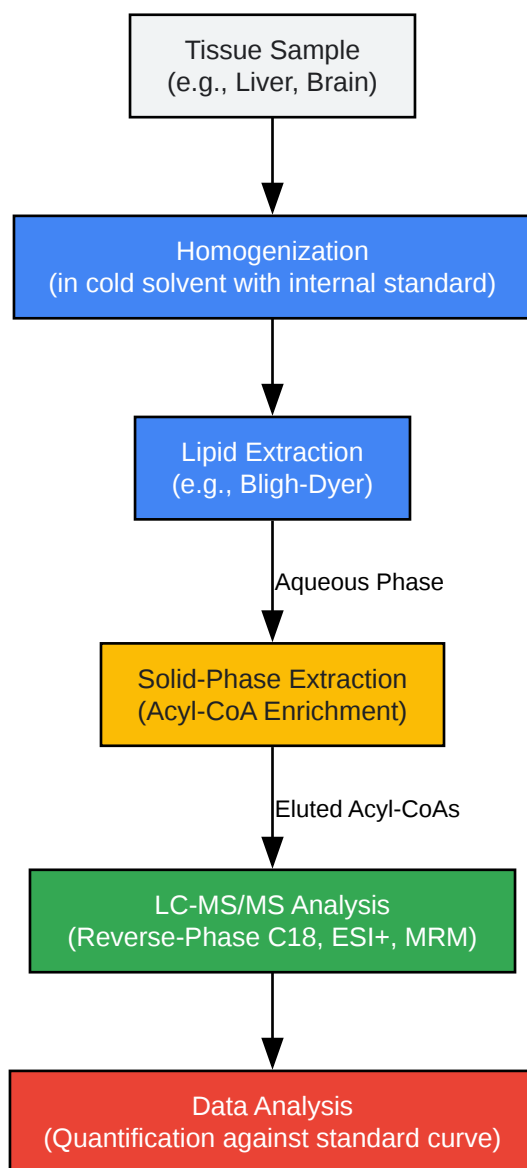 Tissue Sample
(e.g., Liver, Brain)
Homogenization
(in cold solvent with internal standard)
Lipid Extraction
(e.g., Bligh-Dyer)
Aqueous Phase
Solid-Phase Extraction
(Acyl-CoA Enrichment)
Eluted Acyl-CoAs
LC-MS/MS Analysis
(Reverse-Phase C18, ESI+, MRM)
Data Analysis
(Quantification against standard curve)